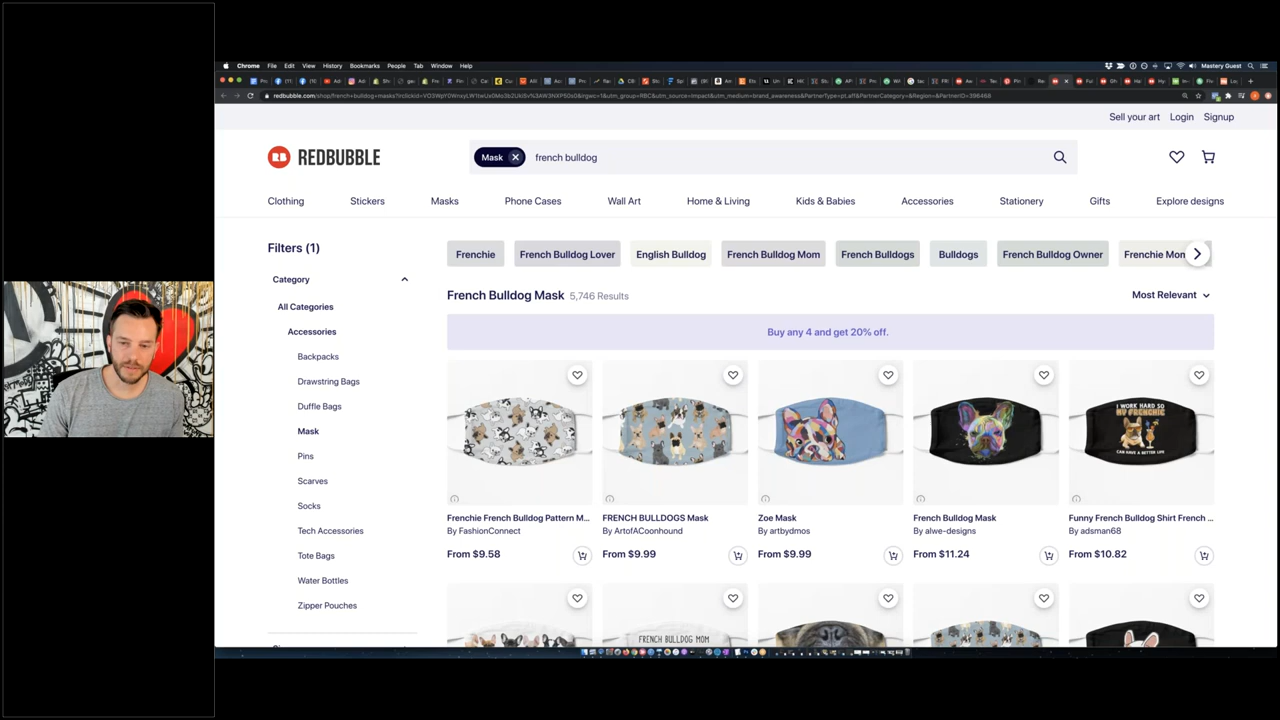 Chrome File Edit View History Bookmarks People Tab Window Help
Mastery Guest
Sell your art Login Signup
REDBUBBLE
Mask french bulldog
Clothing Stickers Masks Phone Cases Wall Art Home & Living Kids & Babies Accessories Stationery Gifts Explore designs
Filters (1)
Frenchie French Bulldog Lover English Bulldog French Bulldog Mom French Bulldogs Bulldogs French Bulldog Owner Frenchie Mom
Category
French Bulldog Mask 5,746 Results
Most Relevant
All Categories
Accessories
Buy any 4 and get 20% off.
Backpacks
Drawstring Bags
Duffle Bags
Mask
Pins
Scarves
Socks
Tech Accessories
Tote Bags
Water Bottles
Zipper Pouches
I WORK HARD SO
MY FRENCHIE
CAN HAVE A BETTER LIFE
Frenchie French Bulldog Pattern M...
By FashionConnect
From $9.58
FRENCH BULLDOGS Mask
By ArtofACoonhound
From $9.99
Zoe Mask
By artbydmos
From $9.99
French Bulldog Mask
By alwe-designs
From $11.24
Funny French Bulldog Shirt French ...
By adsman68
From $10.82
FRENCH BULLDOG MOM